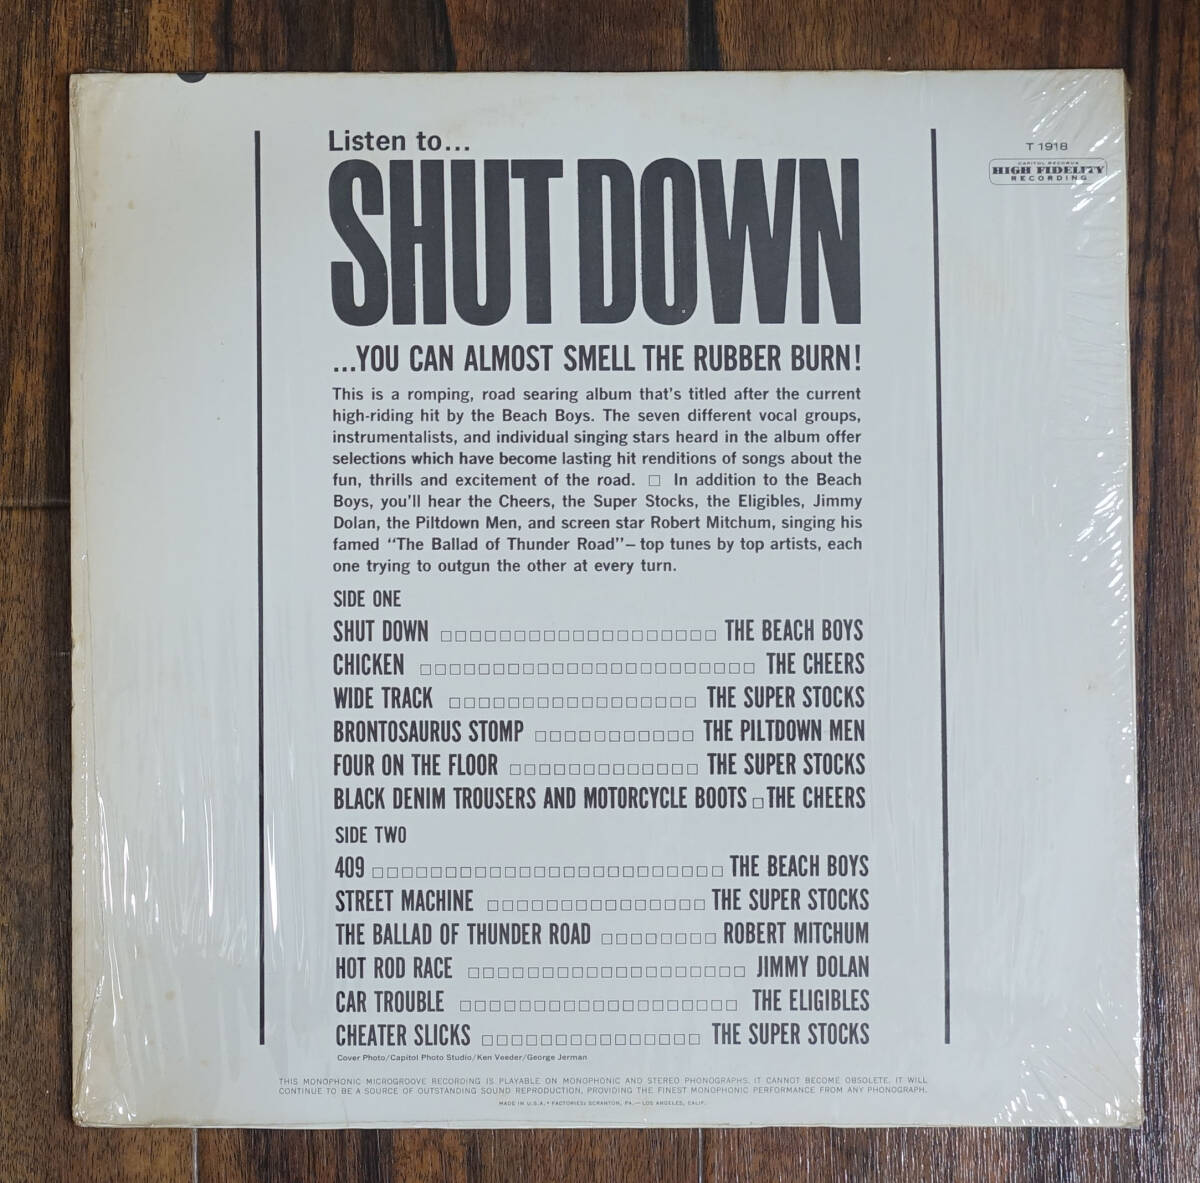 Listen to...
T 1918
CAPITOL RECORDS
HIGH FIDELITY
RECORDING
SHUT DOWN
...YOU CAN ALMOST SMELL THE RUBBER BURN!
This is a romping, road searing album that's titled after the current
high-riding hit by the Beach Boys. The seven different vocal groups,
instrumentalists, and individual singing stars heard in the album offer
selections which have become lasting hit renditions of songs about the
fun, thrills and excitement of the road. □ In addition to the Beach
Boys, you'll hear the Cheers, the Super Stocks, the Eligibles, Jimmy
Dolan, the Piltdown Men, and screen star Robert Mitchum, singing his
famed "The Ballad of Thunder Road"—top tunes by top artists, each
one trying to outgun the other at every turn.
SIDE ONE
SHUT DOWN □□□□□□□□□□□□□□□□□□□ THE BEACH BOYS
CHICKEN □□□□□□□□□□□□□□□□□□□□□□□ THE CHEERS
WIDE TRACK □□□□□□□□□□□□□□□□□ THE SUPER STOCKS
BRONTOSAURUS STOMP □□□□□□□□□□□ THE PILTDOWN MEN
FOUR ON THE FLOOR □□□□□□□□□□□□□ THE SUPER STOCKS
BLACK DENIM TROUSERS AND MOTORCYCLE BOOTS □ THE CHEERS
SIDE TWO
409 □□□□□□□□□□□□□□□□□□□□□□□□ THE BEACH BOYS
STREET MACHINE □□□□□□□□□□□□□□□ THE SUPER STOCKS
THE BALLAD OF THUNDER ROAD □□□□□□□□ ROBERT MITCHUM
HOT ROD RACE □□□□□□□□□□□□□□□□□□□ JIMMY DOLAN
CAR TROUBLE □□□□□□□□□□□□□□□□□□□ THE ELIGIBLES
CHEATER SLICKS □□□□□□□□□□□□□□□ THE SUPER STOCKS
Cover Photo/Capitol Photo Studio/Ken Veeder/George Jerman
THIS MONOPHONIC MICROGROOVE RECORDING IS PLAYABLE ON MONOPHONIC AND STEREO PHONOGRAPHS. IT CANNOT BECOME OBSOLETE. IT WILL
CONTINUE TO BE A SOURCE OF OUTSTANDING SOUND REPRODUCTION, PROVIDING THE FINEST MONOPHONIC PERFORMANCE FROM ANY PHONOGRAPH.
MADE IN U.S.A. • FACTORIES: SCRANTON, PA.—LOS ANGELES, CALIF.